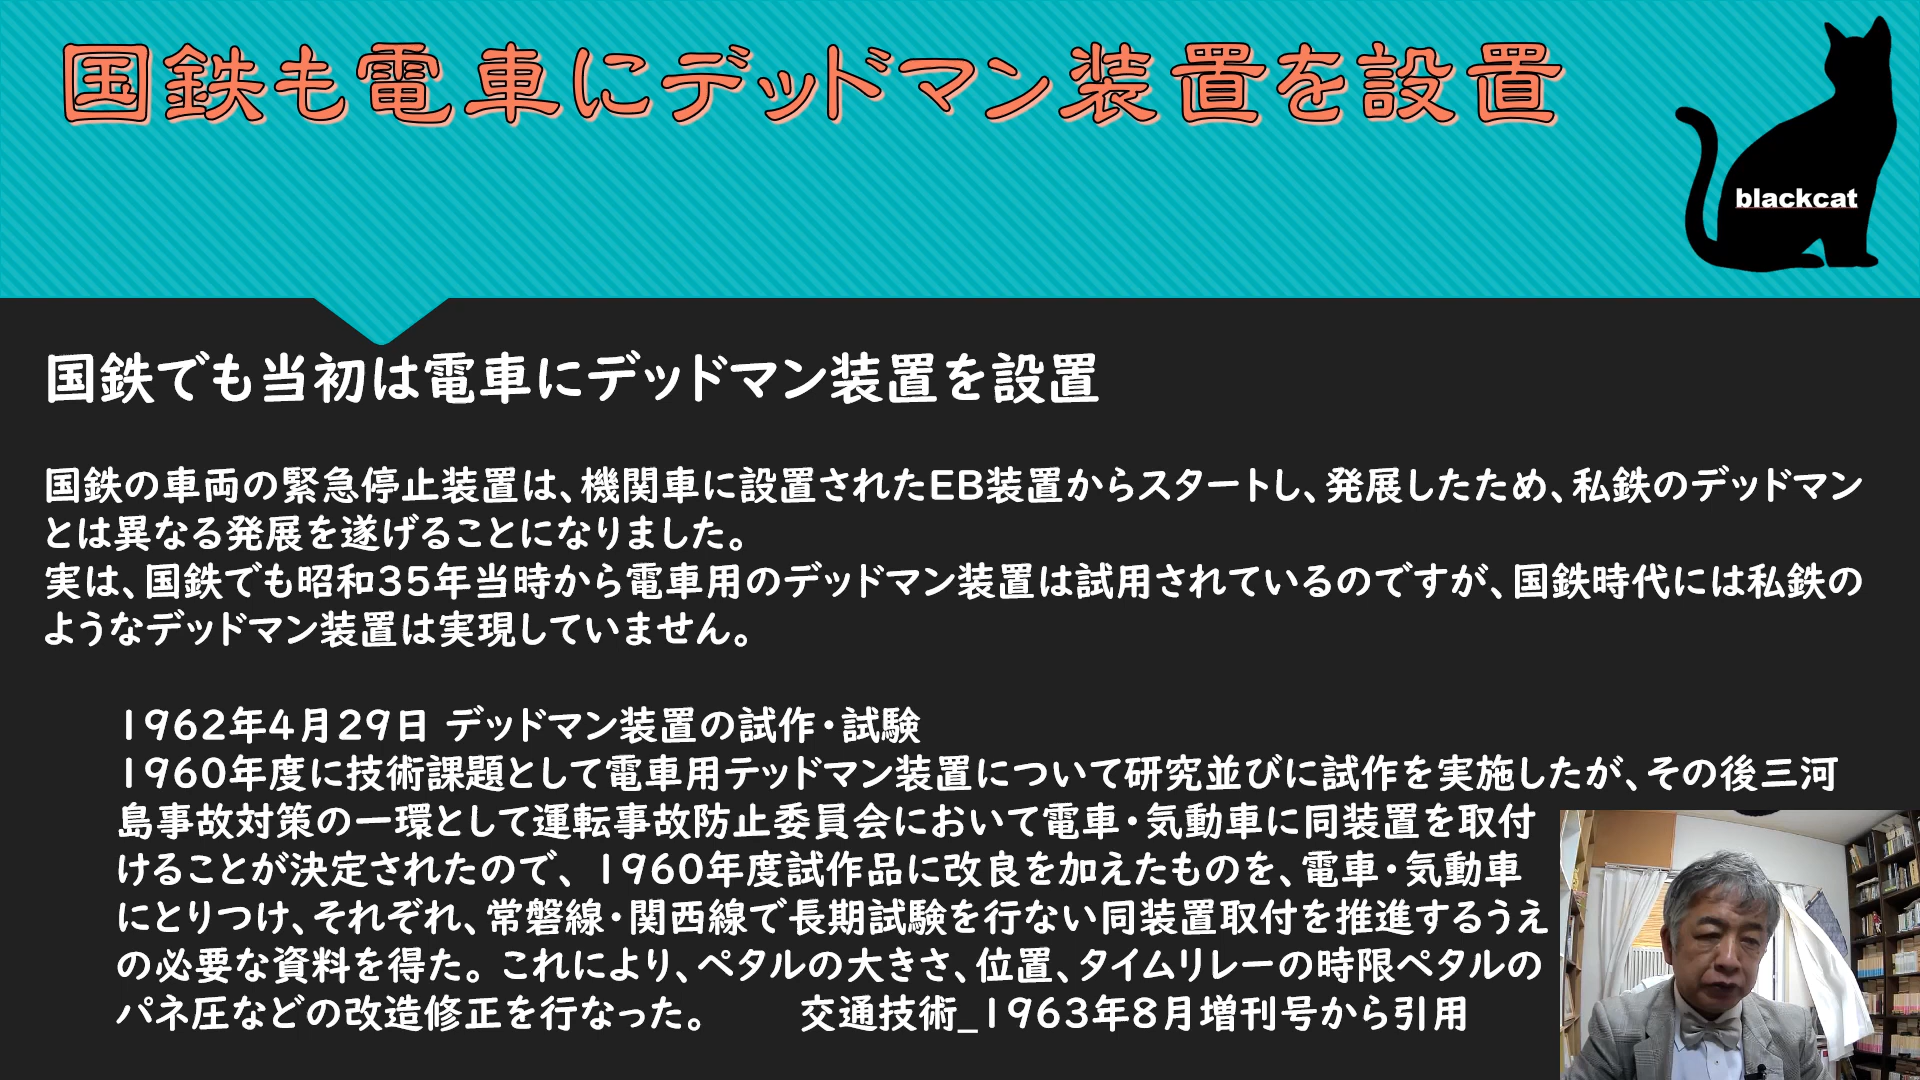 国鉄も電車にデッドマン装置を設置
blackcat
国鉄でも当初は電車にデッドマン装置を設置
国鉄の車両の緊急停止装置は、機関車に設置されたEB装置からスタートし、発展したため、私鉄のデッドマン
とは異なる発展を遂げることになりました。
実は、国鉄でも昭和35年当時から電車用のデッドマン装置は試用されているのですが、国鉄時代には私鉄の
ようなデッドマン装置は実現していません。
1962年4月29日 デッドマン装置の試作・試験
1960年度に技術課題として電車用テッドマン装置について研究並びに試作を実施したが、その後三河
島事故対策の一環として運転事故防止委員会において電車・気動車に同装置を取付
けることが決定されたので、1960年度試作品に改良を加えたものを、電車・気動車
にとりつけ、それぞれ、常磐線・関西線で長期試験を行ない同装置取付を推進するうえ
の必要な資料を得た。これにより、ペタルの大きさ、位置、タイムリレーの時限ペタルの
パネ圧などの改造修正を行なった。 交通技術_1963年8月増刊号から引用